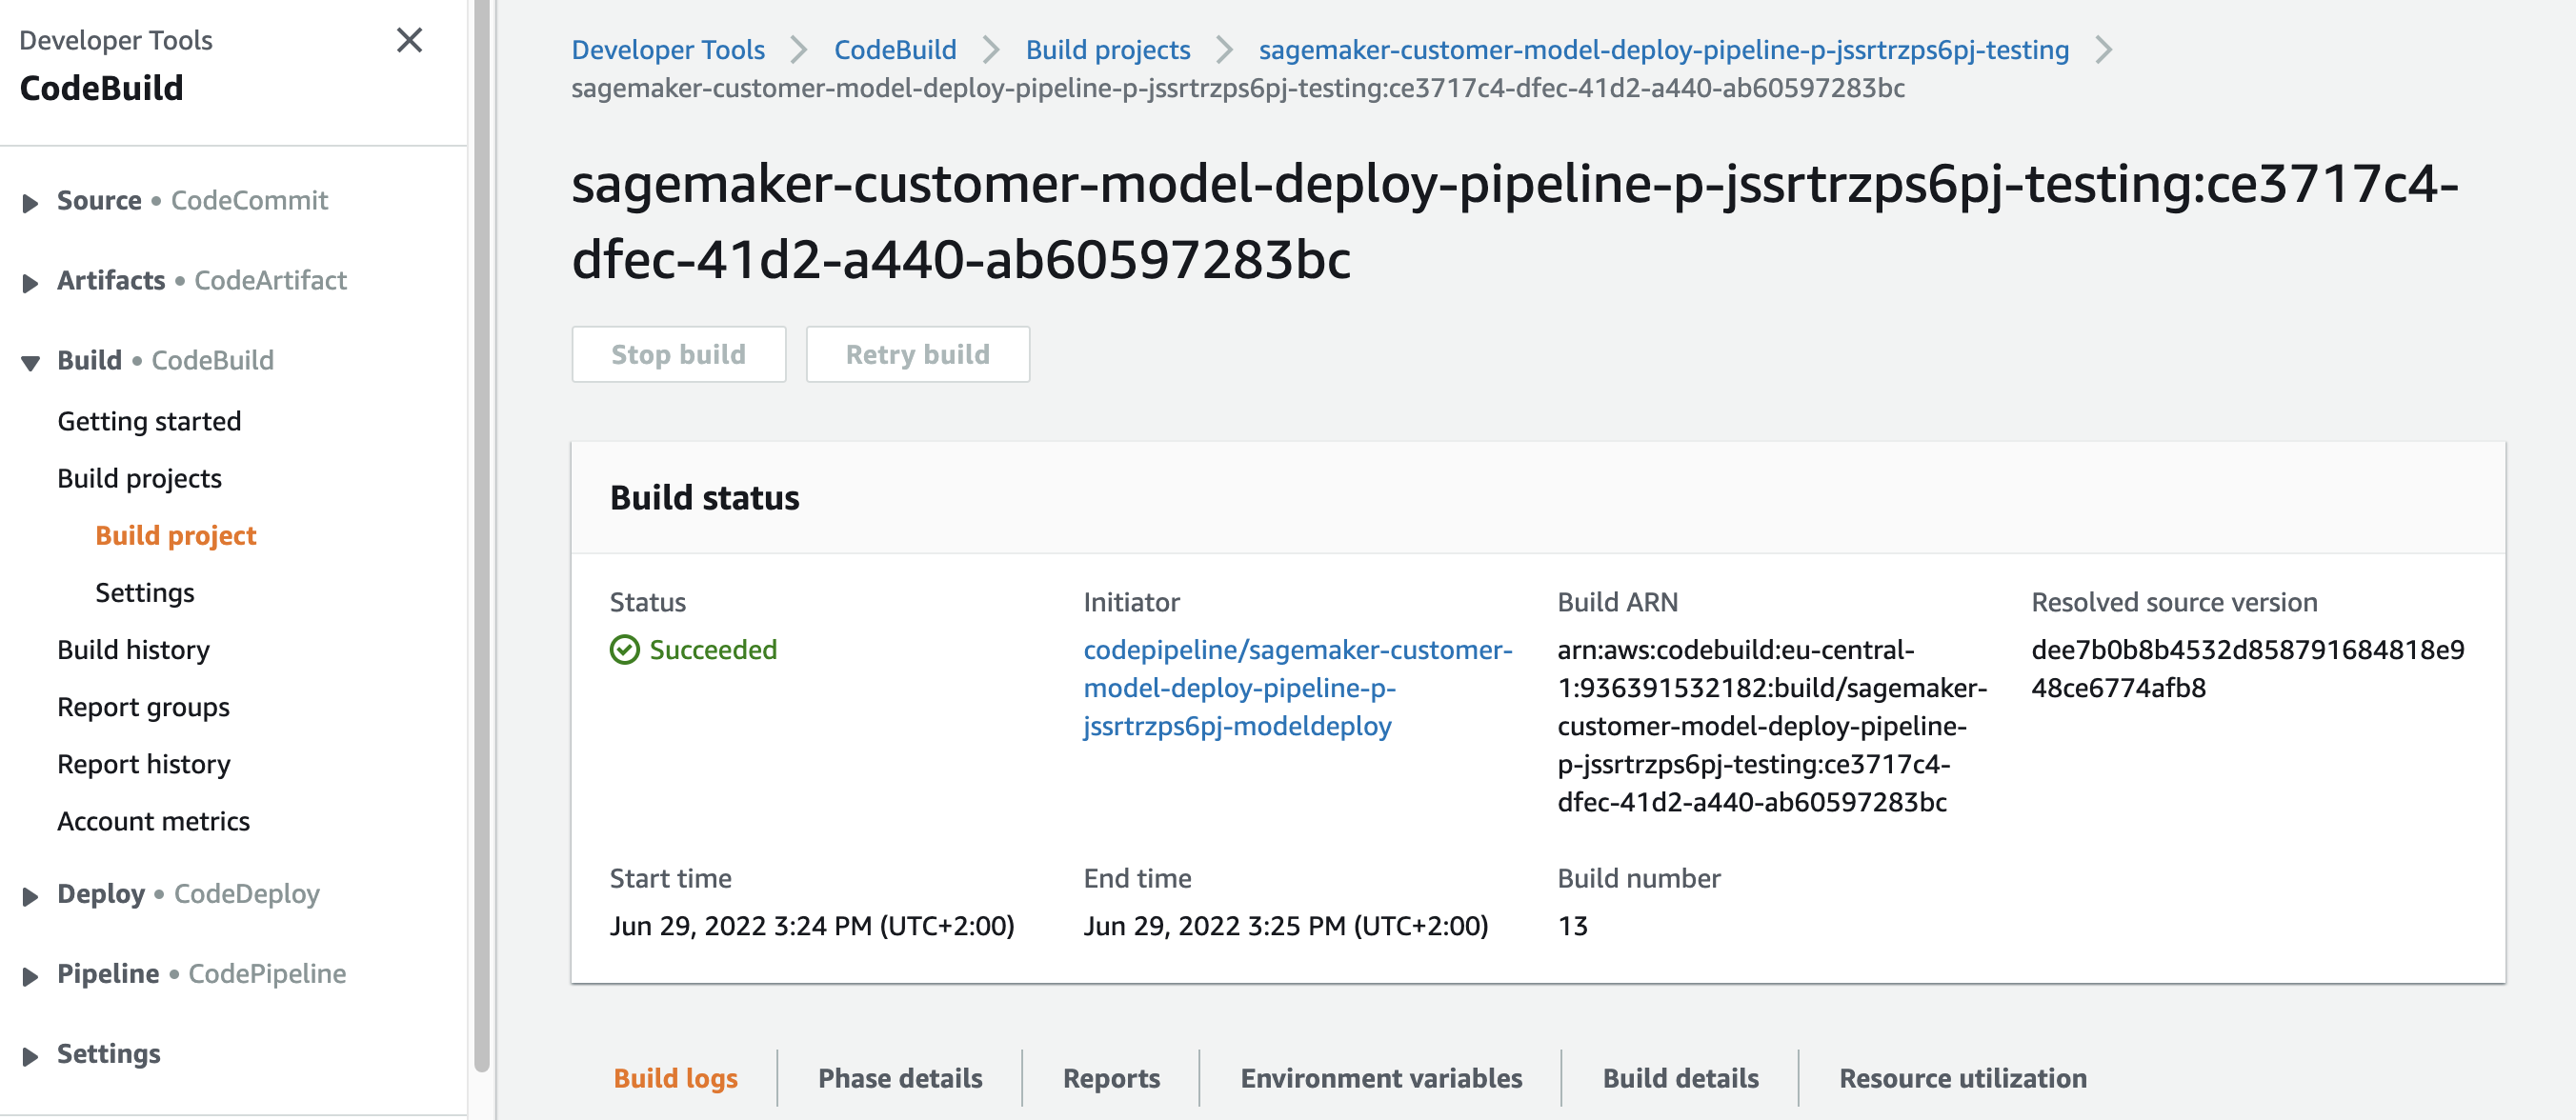 Developer Tools
CodeBuild
Source • CodeCommit
Artifacts • CodeArtifact
Build • CodeBuild
Getting started
Build projects
Build project
Settings
Build history
Report groups
Report history
Account metrics
Deploy • CodeDeploy
Pipeline • CodePipeline
Settings
Developer Tools > CodeBuild > Build projects > sagemaker-customer-model-deploy-pipeline-p-jssrtrzps6pj-testing >
sagemaker-customer-model-deploy-pipeline-p-jssrtrzps6pj-testing:ce3717c4-dfec-41d2-a440-ab60597283bc
sagemaker-customer-model-deploy-pipeline-p-jssrtrzps6pj-testing:ce3717c4-
dfec-41d2-a440-ab60597283bc
Stop build
Retry build
Build status
Status
Succeeded
Initiator
codepipeline/sagemaker-customer-
model-deploy-pipeline-p-
jssrtrzps6pj-modeldeploy
Build ARN
arn:aws:codebuild:eu-central-
1:936391532182:build/sagemaker-
customer-model-deploy-pipeline-
p-jssrtrzps6pj-testing:ce3717c4-
dfec-41d2-a440-ab60597283bc
Resolved source version
dee7b0b8b4532d858791684818e9
48ce6774afb8
Start time
Jun 29, 2022 3:24 PM (UTC+2:00)
End time
Jun 29, 2022 3:25 PM (UTC+2:00)
Build number
13
Build logs
Phase details
Reports
Environment variables
Build details
Resource utilization